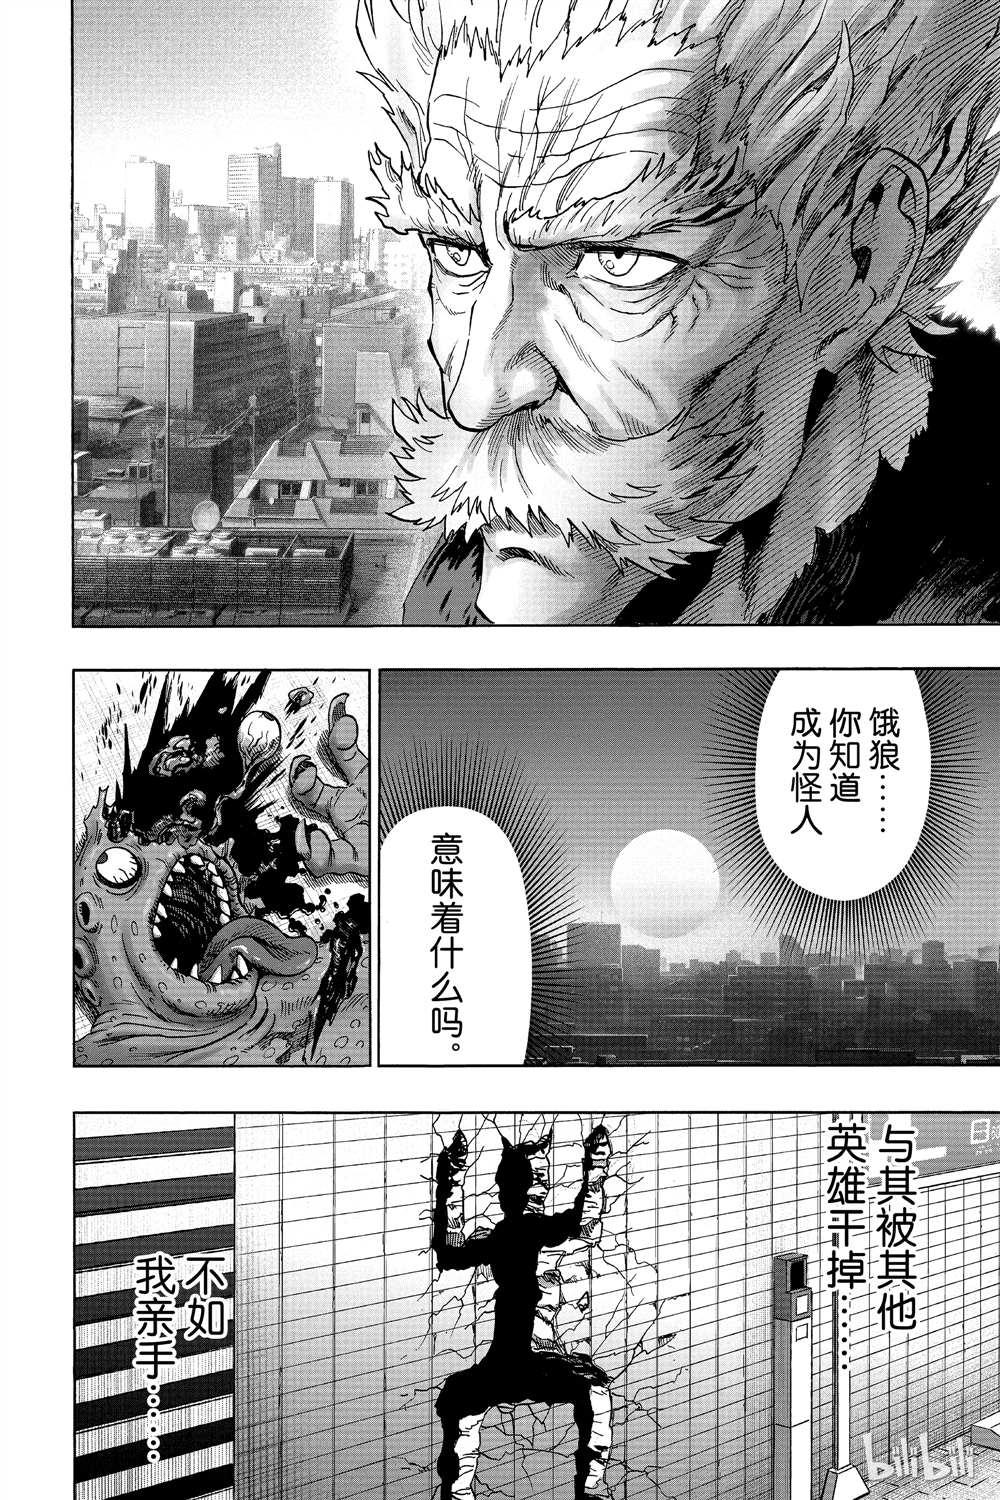 饿狼……
你知道
成为怪人
意味着什么吗。
与其被其他
英雄干掉……
不如
我亲手……
bilibili